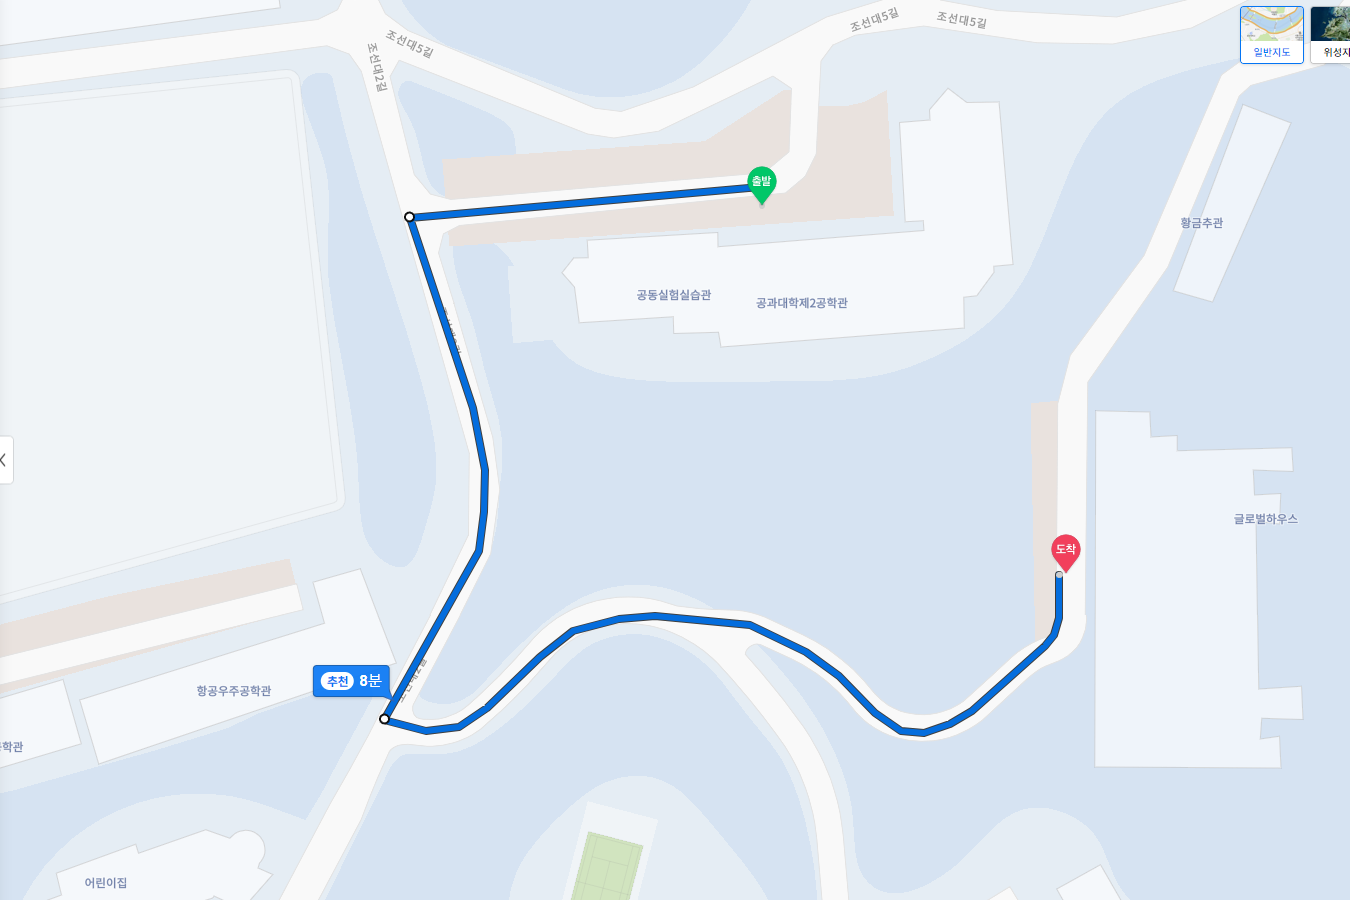 조선대5길
조선대5길
조선대5길
조선대2길
일반지도
위성지
출발
황금추관
공동실험실습관
공과대학제2공학관
글로벌하우스
도착
추천 8분
항공우주공학관
학관
어린이집